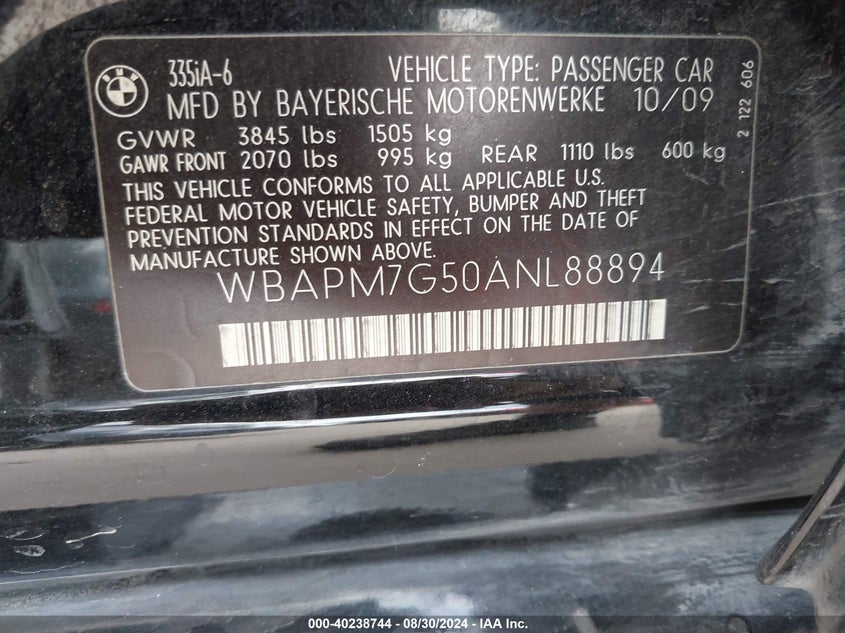 BMW
335iA-6 VEHICLE TYPE: PASSENGER CAR
MFD BY BAYERISCHE MOTORENWERKE 10/09
GVWR 3845 lbs 1505 kg
GAWR FRONT 2070 lbs 995 kg REAR 1110 lbs 600 kg
THIS VEHICLE CONFORMS TO ALL APPLICABLE U.S.
FEDERAL MOTOR VEHICLE SAFETY, BUMPER AND THEFT
PREVENTION STANDARDS IN EFFECT ON THE DATE OF
MANUFACTURE SHOWN ABOVE.
WBAPM7G50ANL88894
2 122 606
000-40238744 - 08/30/2024 - IAA Inc.